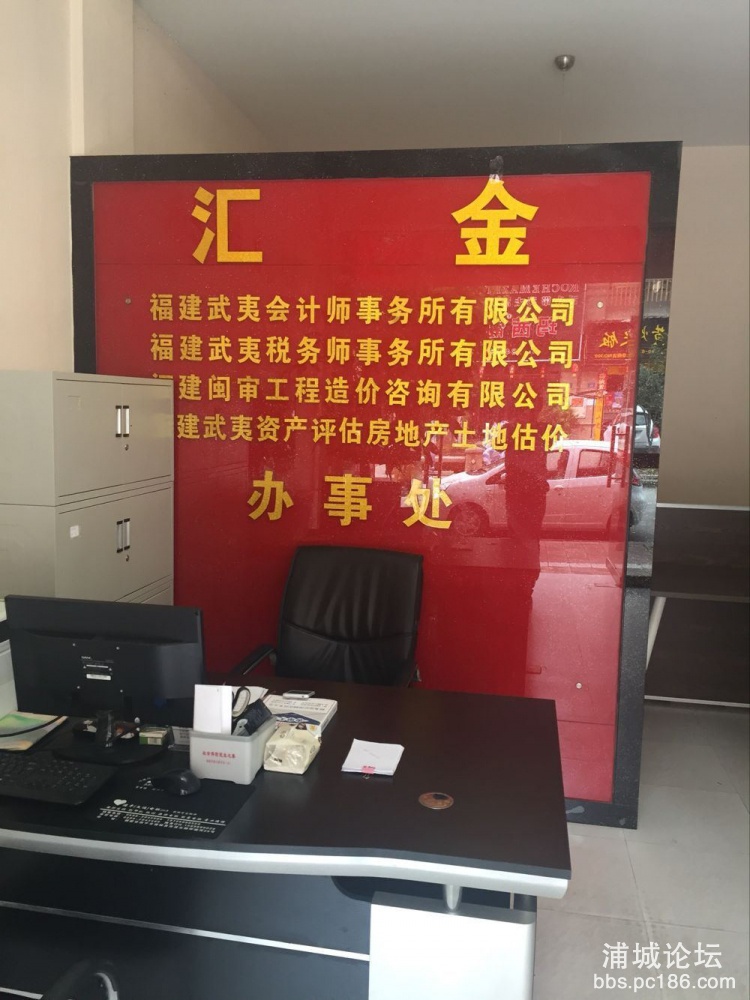 汇 金
福建武夷会计师事务所有限公司
福建武夷税务师事务所有限公司
建闽审工程造价咨询有限公司
建武夷资产评估房地产土地估价
办事处
浦城论坛
bbs.pc186.com